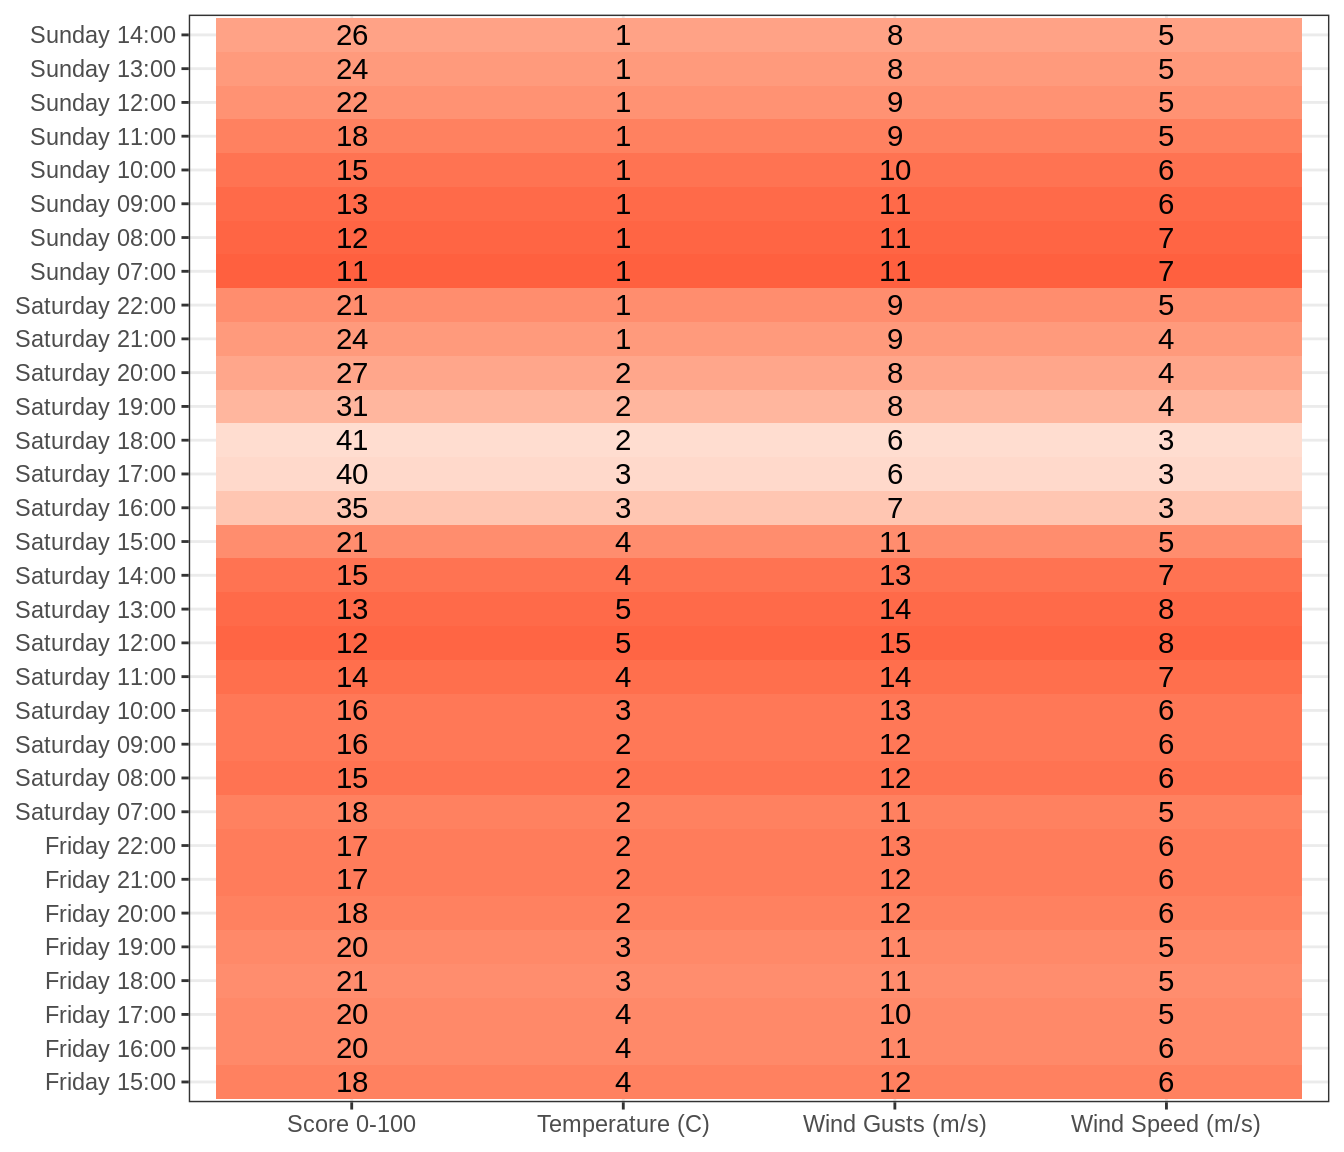 Sunday 14:00 26 1 8 5
Sunday 13:00 24 1 8 5
Sunday 12:00 22 1 9 5
Sunday 11:00 18 1 9 5
Sunday 10:00 15 1 10 6
Sunday 09:00 13 1 11 6
Sunday 08:00 12 1 11 7
Sunday 07:00 11 1 11 7
Saturday 22:00 21 1 9 5
Saturday 21:00 24 1 9 4
Saturday 20:00 27 2 8 4
Saturday 19:00 31 2 8 4
Saturday 18:00 41 2 6 3
Saturday 17:00 40 3 6 3
Saturday 16:00 35 3 7 3
Saturday 15:00 21 4 11 5
Saturday 14:00 15 4 13 7
Saturday 13:00 13 5 14 8
Saturday 12:00 12 5 15 8
Saturday 11:00 14 4 14 7
Saturday 10:00 16 3 13 6
Saturday 09:00 16 2 12 6
Saturday 08:00 15 2 12 6
Saturday 07:00 18 2 11 5
Friday 22:00 17 2 13 6
Friday 21:00 17 2 12 6
Friday 20:00 18 2 12 6
Friday 19:00 20 3 11 5
Friday 18:00 21 3 11 5
Friday 17:00 20 4 10 5
Friday 16:00 20 4 11 6
Friday 15:00 18 4 12 6
Score 0-100 Temperature (C) Wind Gusts (m/s) Wind Speed (m/s)